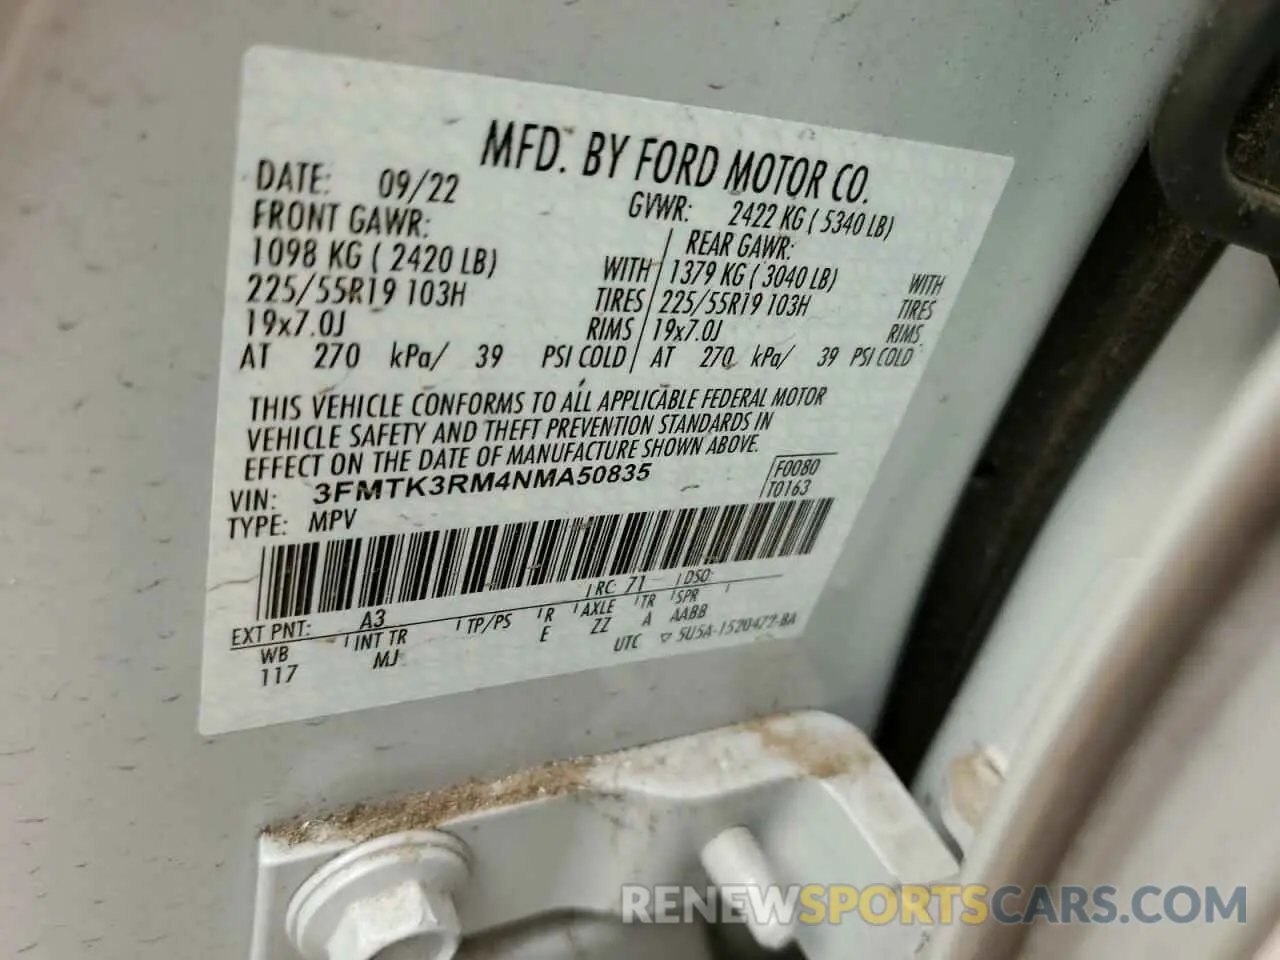 MFD. BY FORD MOTOR CO.
DATE: 09/22 GVWR: 2422 KG ( 5340 LB)
FRONT GAWR: REAR GAWR:
1098 KG ( 2420 LB) WITH 1379 KG ( 3040 LB) WITH
225/55R19 103H TIRES 225/55R19 103H TIRES
19x7.0J RIMS 19x7.0J RIMS
AT 270 kPa/ 39 PSI COLD AT 270 kPa/ 39 PSI COLD
THIS VEHICLE CONFORMS TO ALL APPLICABLE FEDERAL MOTOR
VEHICLE SAFETY AND THEFT PREVENTION STANDARDS IN
EFFECT ON THE DATE OF MANUFACTURE SHOWN ABOVE.
VIN: 3FMTK3RM4NMA50835 F0080
TYPE: MPV T0163
EXT PNT: A3 RC: 71 DSO:
WB INT TR TP/PS R AXLE TR SPR
117 MJ E ZZ A AABB
UTC ▽ 5U5A-1520472-BA
RENEWSPORTSCARS.COM